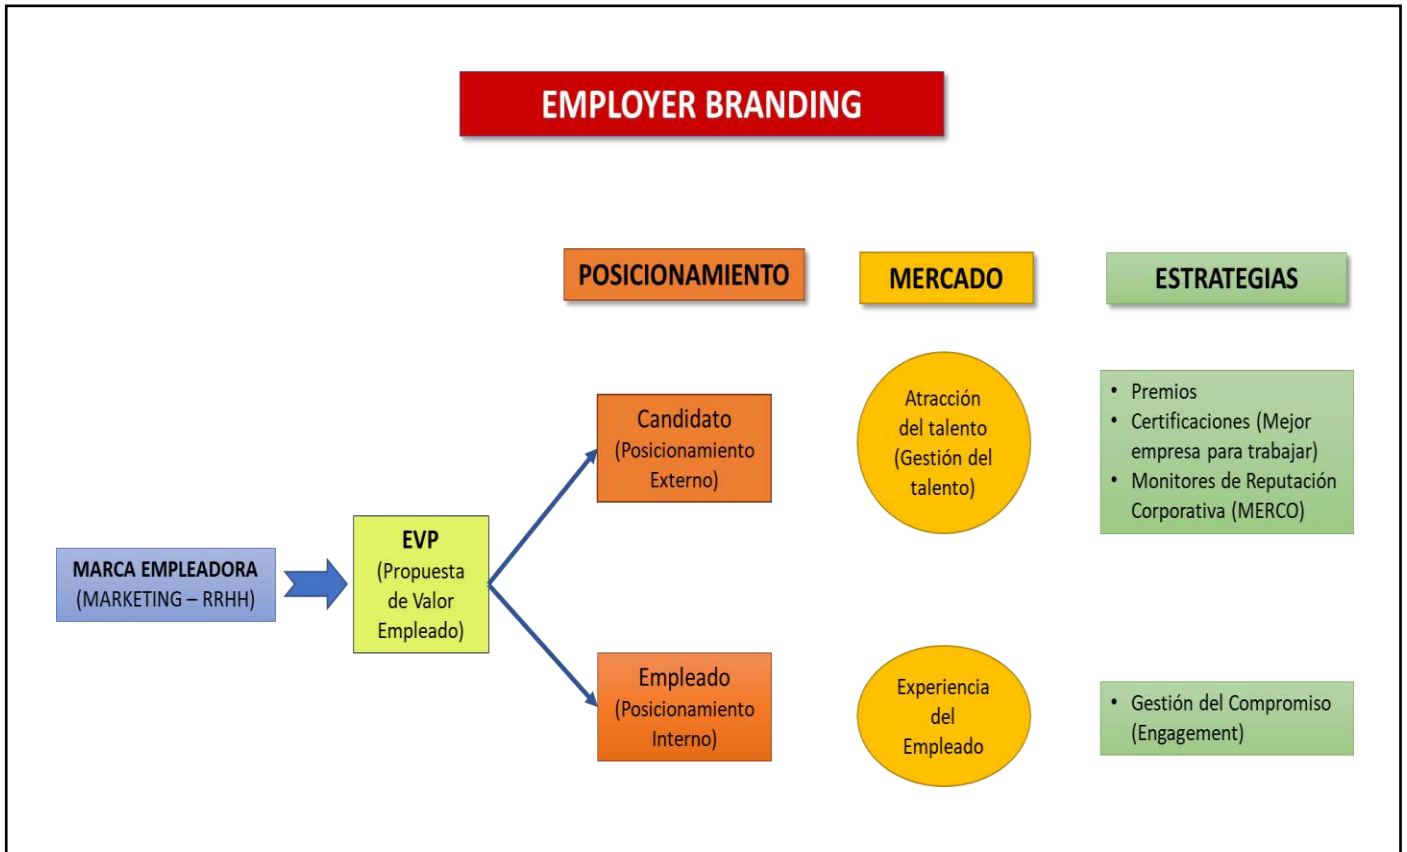 EMPLOYER BRANDING
POSICIONAMIENTO
MERCADO
ESTRATEGIAS
MARCA EMPLEADORA
(MARKETING – RRHH)
EVP
(Propuesta
de Valor
Empleado)
Candidato
(Posicionamiento
Externo)
Atracción
del talento
(Gestión del
talento)
• Premios
• Certificaciones (Mejor
empresa para trabajar)
• Monitores de Reputación
Corporativa (MERCO)
Empleado
(Posicionamiento
Interno)
Experiencia
del
Empleado
• Gestión del Compromiso
(Engagement)